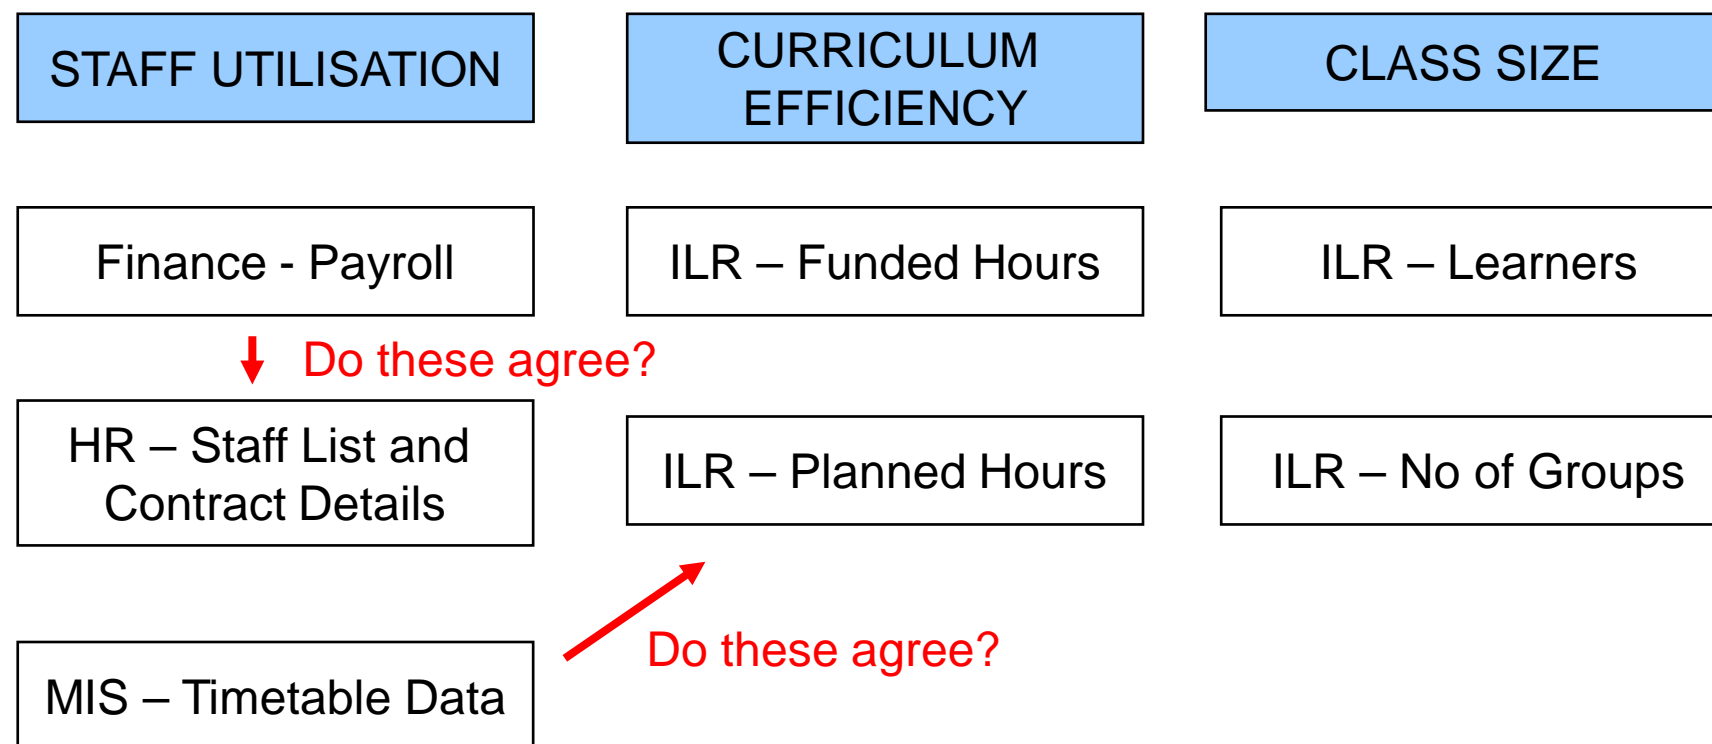 STAFF UTILISATION
CURRICULUM
EFFICIENCY
CLASS SIZE
Finance - Payroll
ILR – Funded Hours
ILR – Learners
Do these agree?
HR – Staff List and
Contract Details
ILR – Planned Hours
ILR – No of Groups
Do these agree?
MIS – Timetable Data